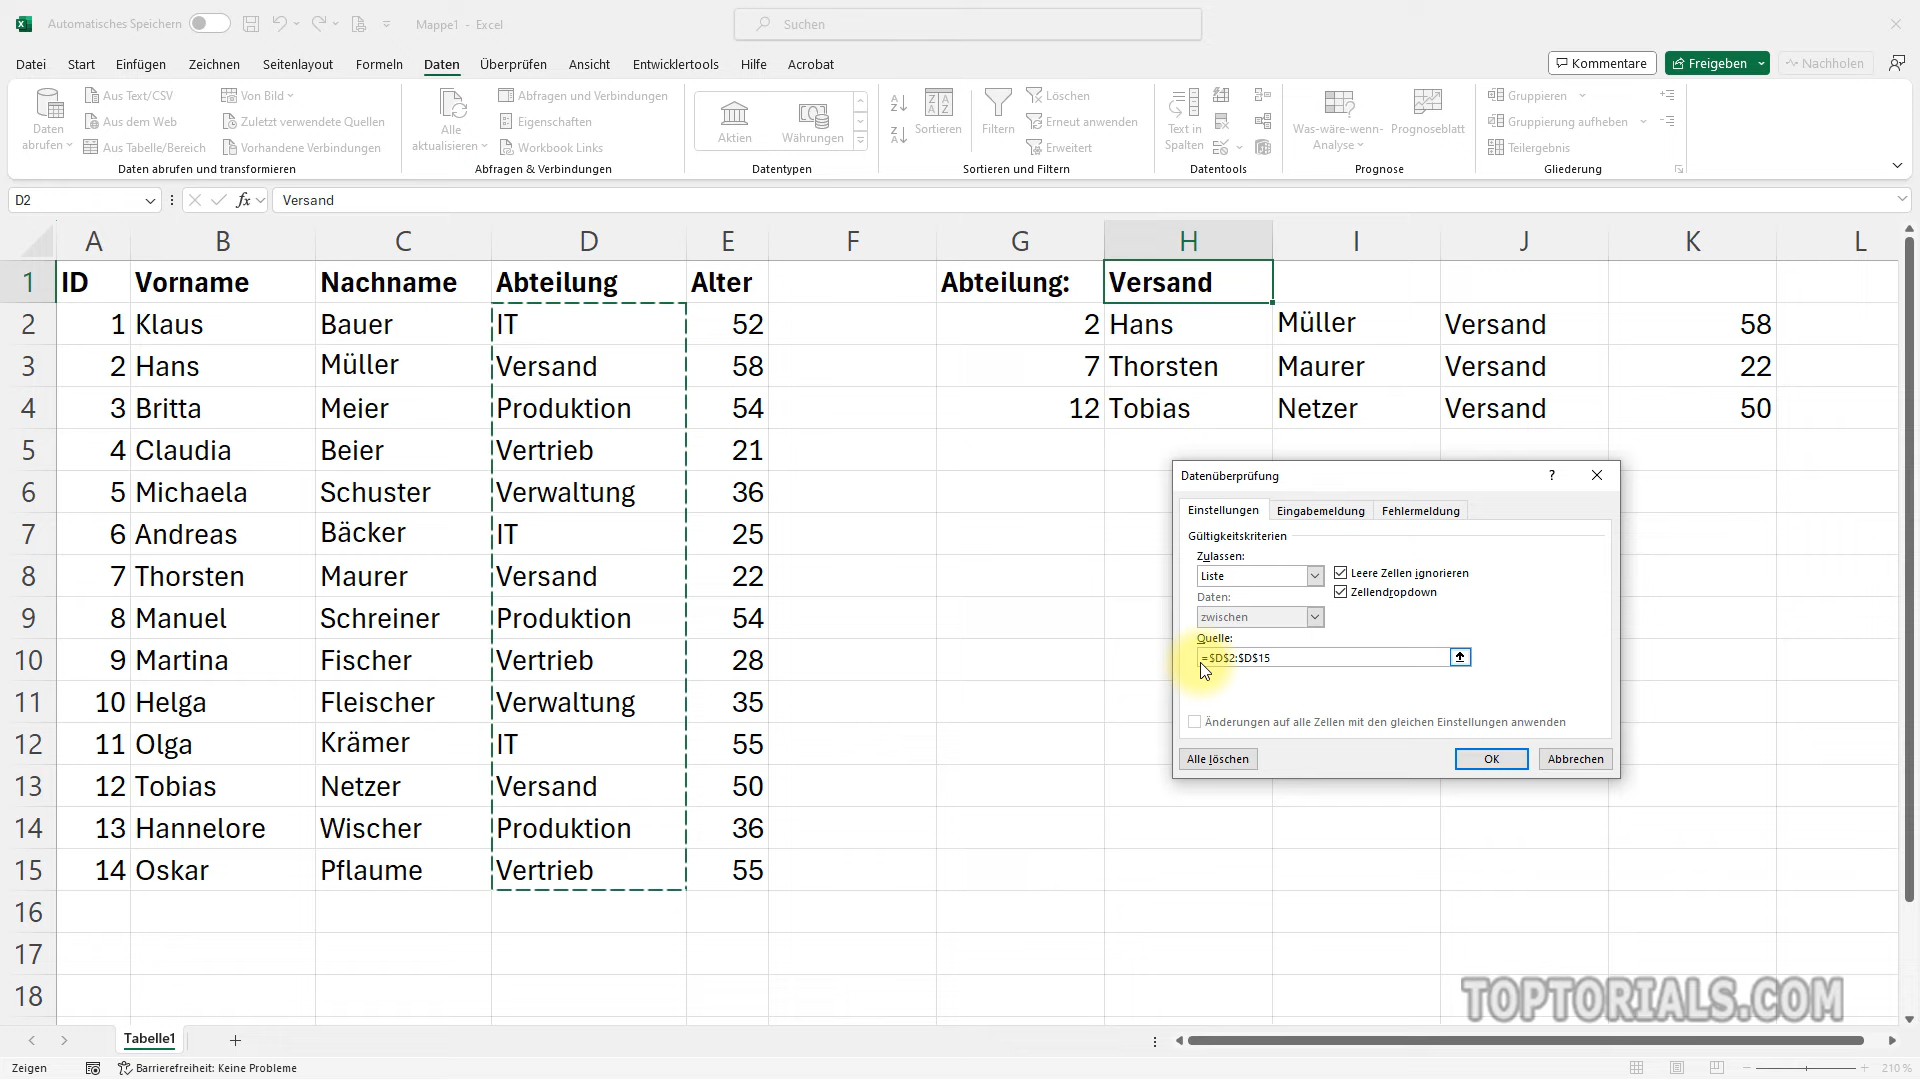 Automatisches Speichern Mappe1 - Excel Suchen
Datei Start Einfügen Zeichnen Seitenlayout Formeln Daten Überprüfen Ansicht Entwicklertools Hilfe Acrobat Kommentare Freigeben Nachholen
Aus Text/CSV Von Bild Abfragen und Verbindungen Löschen Gruppieren
Daten abrufen Aus dem Web Zuletzt verwendete Quellen Alle aktualisieren Eigenschaften Aktien Währungen Sortieren Filtern Erneut anwenden Text in Spalten Was-wäre-wenn-Analyse Prognoseblatt Gruppierung aufheben
Aus Tabelle/Bereich Vorhandene Verbindungen Workbook Links Erweitert Teilergebnis
Daten abrufen und transformieren Abfragen & Verbindungen Datentypen Sortieren und Filtern Datentools Prognose Gliederung
D2 fx Versand
A B C D E F G H I J K L
1 ID Vorname Nachname Abteilung Alter Abteilung: Versand
2 1 Klaus Bauer IT 52 2 Hans Müller Versand 58
3 2 Hans Müller Versand 58 7 Thorsten Maurer Versand 22
4 3 Britta Meier Produktion 54 12 Tobias Netzer Versand 50
5 4 Claudia Beier Vertrieb 21
6 5 Michaela Schuster Verwaltung 36
7 6 Andreas Bäcker IT 25
8 7 Thorsten Maurer Versand 22
9 8 Manuel Schreiner Produktion 54
10 9 Martina Fischer Vertrieb 28
11 10 Helga Fleischer Verwaltung 35
12 11 Olga Krämer IT 55
13 12 Tobias Netzer Versand 50
14 13 Hannelore Wischer Produktion 36
15 14 Oskar Pflaume Vertrieb 55
16
17
18
Datenüberprüfung ?
Einstellungen Eingabemeldung Fehlermeldung
Gültigkeitskriterien
Zulassen:
Liste Leere Zellen ignorieren
Daten: Zellendropdown
zwischen
Quelle:
=$D$2:$D$15
Änderungen auf alle Zellen mit den gleichen Einstellungen anwenden
Alle löschen OK Abbrechen
TOPTORIALS.COM
Tabelle1
Zeigen Barrierefreiheit: Keine Probleme 210 %